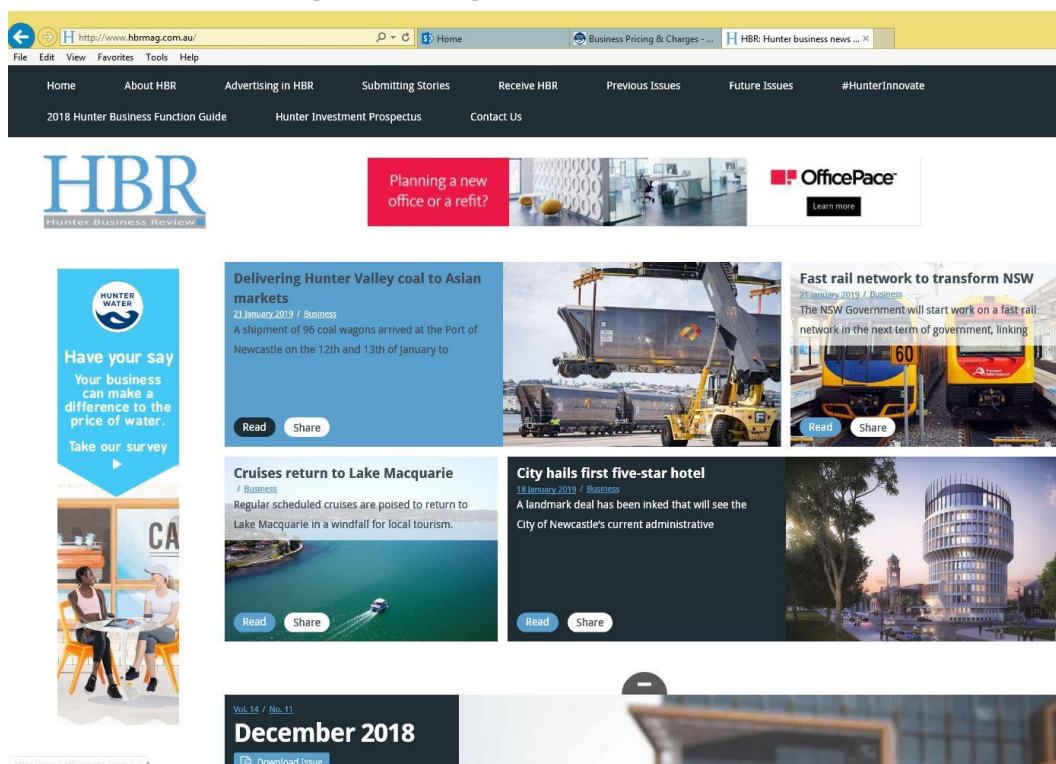 http://www.hbrmag.com.au/
Home
Business Pricing & Charges - ...
HBR: Hunter business news ...
File Edit View Favorites Tools Help
Home About HBR Advertising in HBR Submitting Stories Receive HBR Previous Issues Future Issues #HunterInnovate
2018 Hunter Business Function Guide Hunter Investment Prospectus Contact Us
HBR
Hunter Business Review
Planning a new
office or a refit?
OfficePace
Learn more
HUNTER
WATER
Have your say
Your business
can make a
difference to the
price of water.
Take our survey
CA
Delivering Hunter Valley coal to Asian
markets
21 January 2019 / Business
A shipment of 96 coal wagons arrived at the Port of
Newcastle on the 12th and 13th of January to
Read Share
Fast rail network to transform NSW
21 January 2019 / Business
The NSW Government will start work on a fast rail
network in the next term of government, linking
60
Read Share
Cruises return to Lake Macquarie
/ Business
Regular scheduled cruises are poised to return to
Lake Macquarie in a windfall for local tourism.
Read Share
City hails first five-star hotel
18 January 2019 / Business
A landmark deal has been inked that will see the
City of Newcastle's current administrative
Read Share
Vol. 14 / No. 11
December 2018
Download Issue